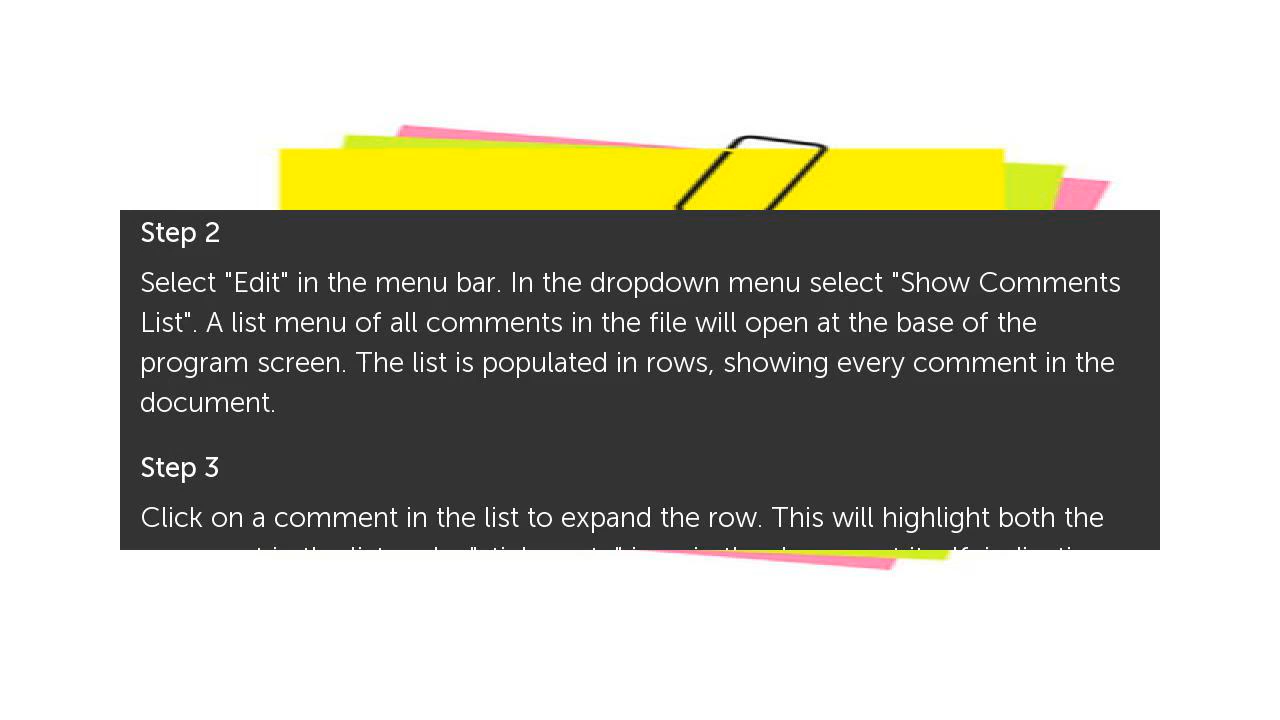 Step 2
Select "Edit" in the menu bar. In the dropdown menu select "Show Comments
List". A list menu of all comments in the file will open at the base of the
program screen. The list is populated in rows, showing every comment in the
document.
Step 3
Click on a comment in the list to expand the row. This will highlight both the